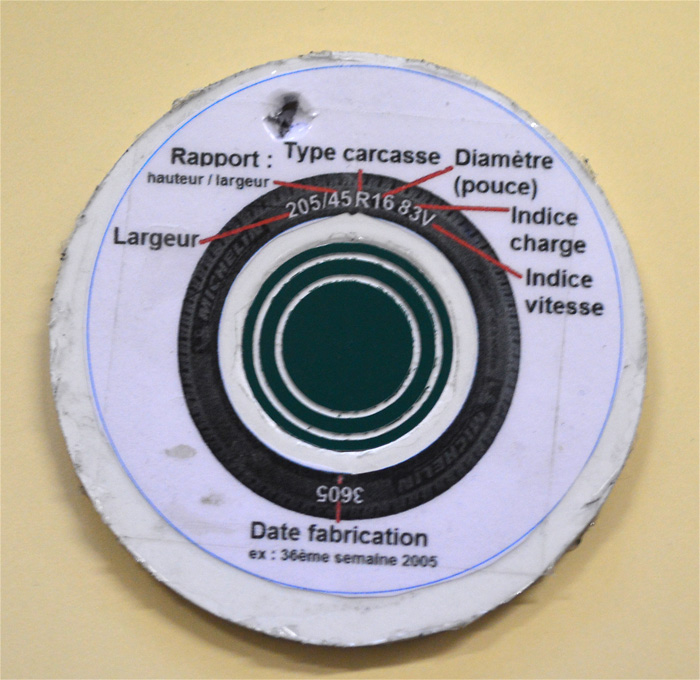 Rapport :
hauteur / largeur
Type carcasse
Diamètre
(pouce)
Largeur
205/45R16 83V
Indice
charge
Indice
vitesse
MICHELIN
MICHELIN
3605
Date fabrication
ex : 36ème semaine 2005